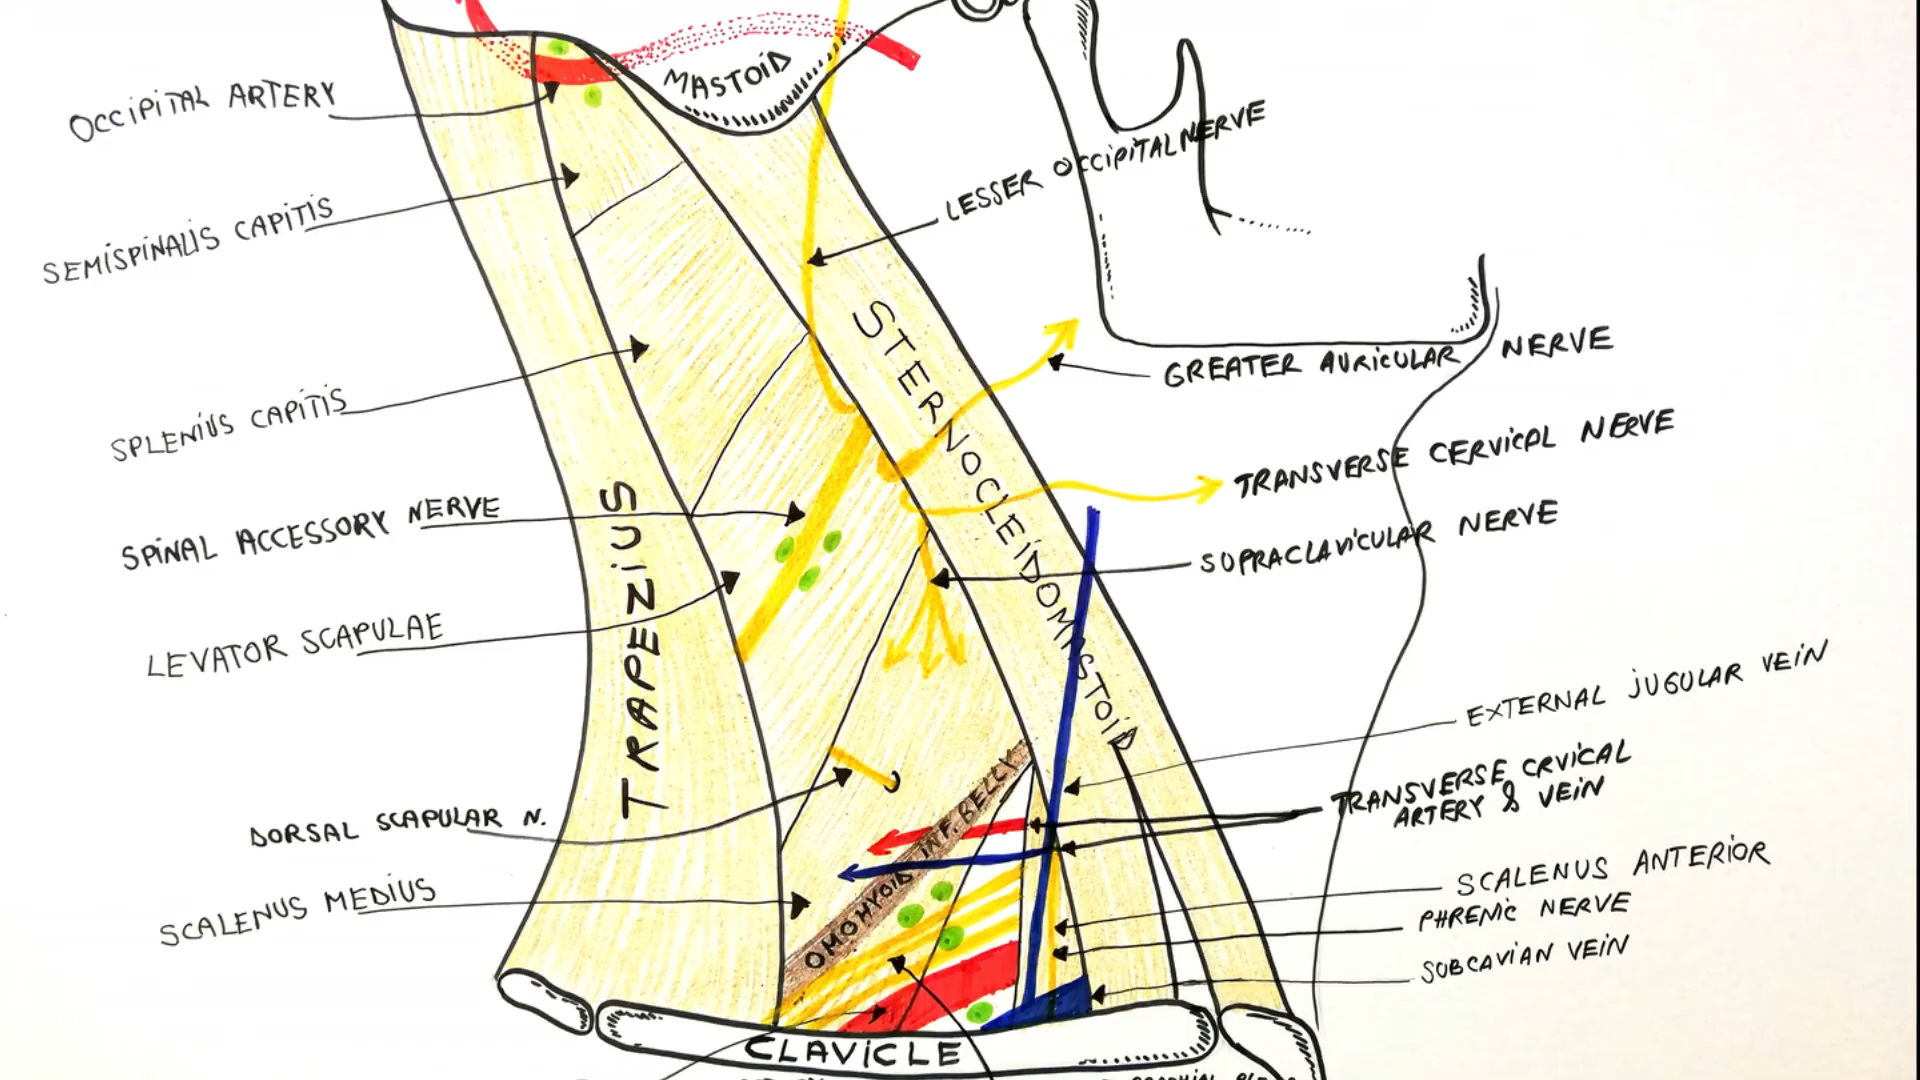 OCCIPITAL ARTERY
MASTOID
LESSER OCCIPITAL NERVE
SEMISPINALIS CAPITIS
STERNOCLEIDOMASTOID
GREATER AURICULAR NERVE
SPLENIUS CAPITIS
TRANSVERSE CERVICAL NERVE
SPINAL ACCESSORY NERVE
TRAPEZIUS
SOPRACLAVICULAR NERVE
LEVATOR SCAPULAE
EXTERNAL JUGULAR VEIN
TRANSVERSE CRVICAL
ARTERY & VEIN
DORSAL SCAPULAR N.
OMOHYOID INF. BELLY
SCALENUS ANTERIOR
SCALENUS MEDIUS
PHRENIC NERVE
SUBCAVIAN VEIN
CLAVICLE